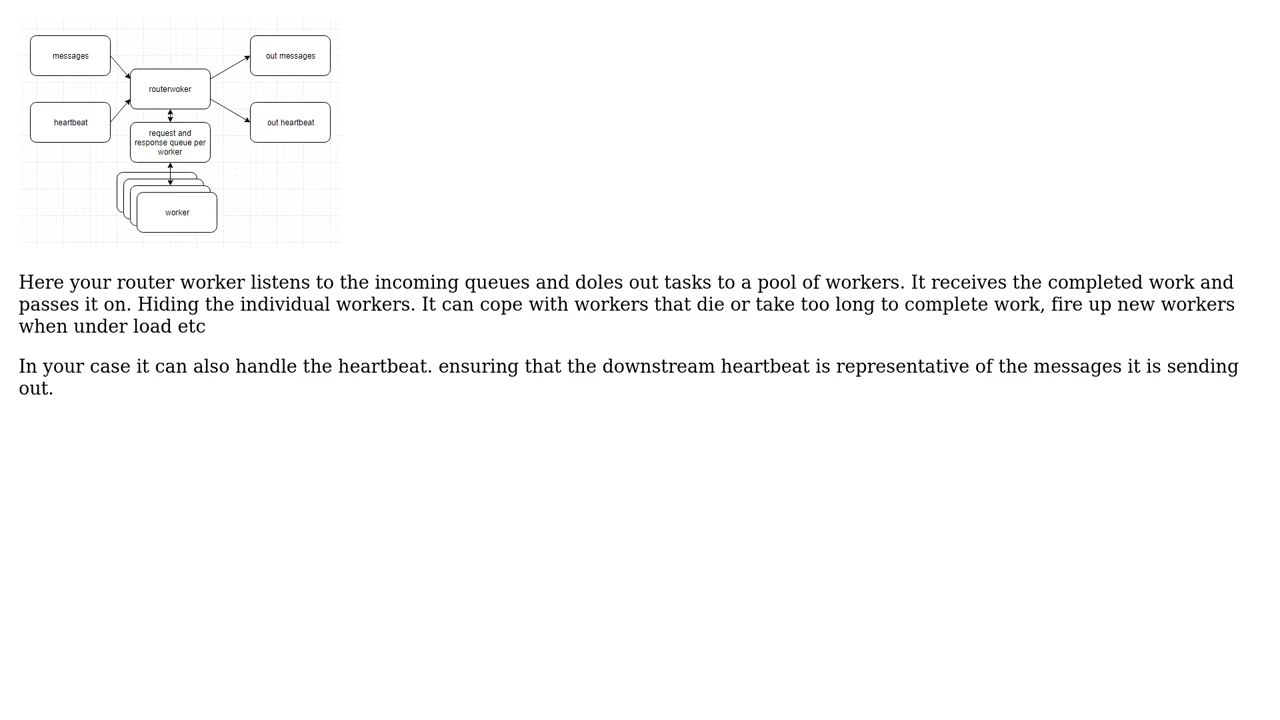 messages
out messages
routerwoker
heartbeat
out heartbeat
request and
response queue per
worker
worker
Here your router worker listens to the incoming queues and doles out tasks to a pool of workers. It receives the completed work and
passes it on. Hiding the individual workers. It can cope with workers that die or take too long to complete work, fire up new workers
when under load etc
In your case it can also handle the heartbeat. ensuring that the downstream heartbeat is representative of the messages it is sending
out.